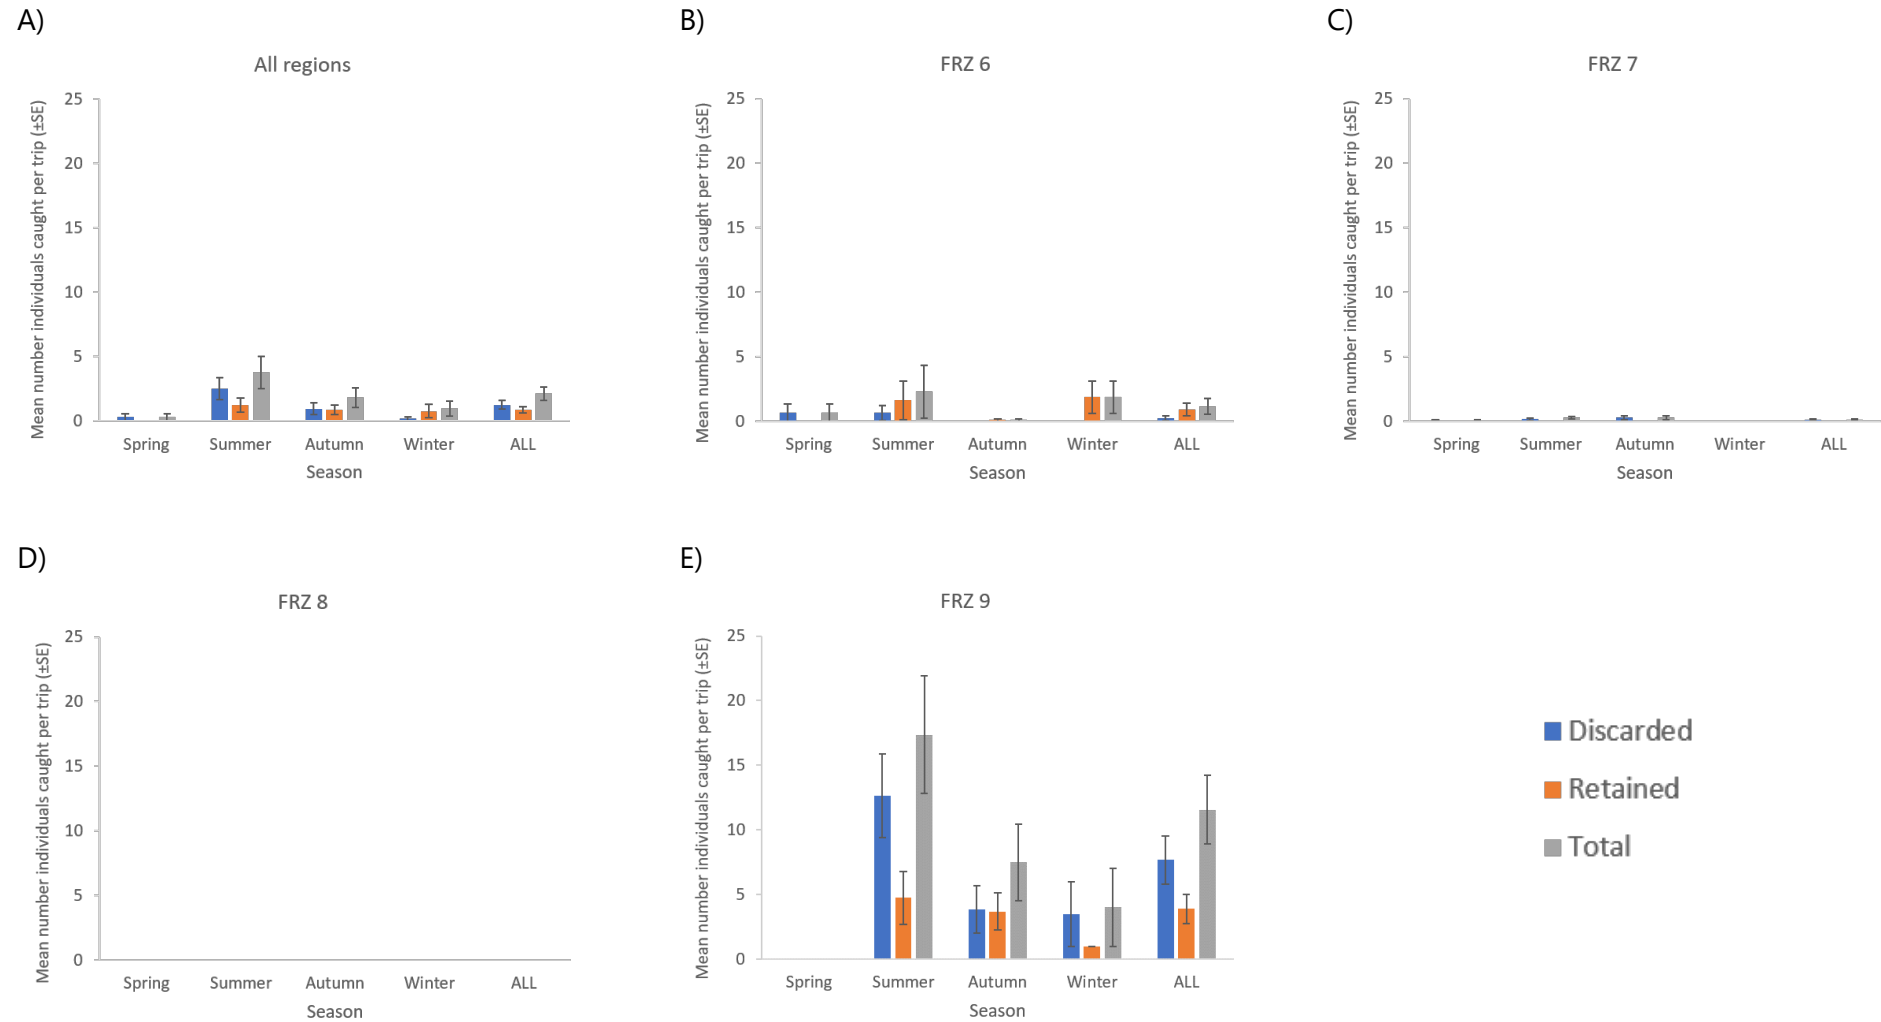 A)
All regions
Mean number individuals caught per trip (±SE)
25
20
15
10
5
0
Spring Summer Autumn Winter ALL
Season
B)
FRZ 6
Mean number individuals caught per trip (±SE)
25
20
15
10
5
0
Spring Summer Autumn Winter ALL
Season
C)
FRZ 7
Mean number individuals caught per trip (±SE)
25
20
15
10
5
0
Spring Summer Autumn Winter ALL
Season
D)
FRZ 8
Mean number individuals caught per trip (±SE)
25
20
15
10
5
0
Spring Summer Autumn Winter ALL
Season
E)
FRZ 9
Mean number individuals caught per trip (±SE)
25
20
15
10
5
0
Spring Summer Autumn Winter ALL
Season
Discarded
Retained
Total